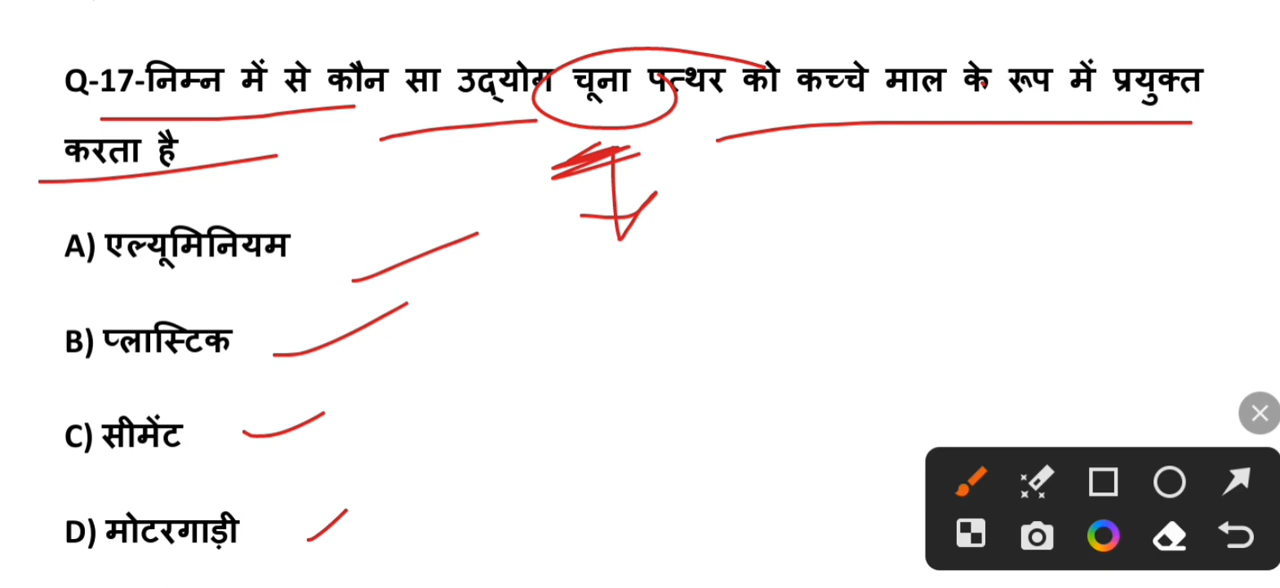 Q-17-निम्न में से कौन सा उद्योग चूना पत्थर को कच्चे माल के रूप में प्रयुक्त
करता है
A) एल्यूमिनियम
B) प्लास्टिक
C) सीमेंट
D) मोटरगाड़ी